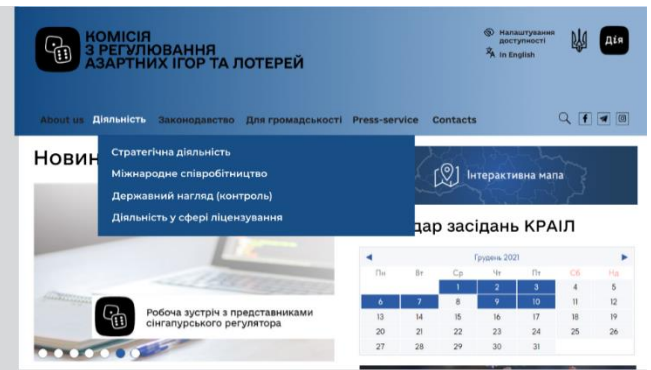 КОМІСІЯ
З РЕГУЛЮВАННЯ
АЗАРТНИХ ІГОР ТА ЛОТЕРЕЙ
Налаштування
доступності
In English
Дія
About us Діяльність Законодавство Для громадськості Press-service Contacts
Стратегічна діяльність
Міжнародне співробітництво
Державний нагляд (контроль)
Діяльність у сфері ліцензування
Новин
Робоча зустріч з представниками
сінгапурського регулятора
Інтерактивна мапа
дар засідань КРАІЛ
Грудень 2021
Пн Вт Ср Чт Пт Сб Нд
1 2 3 4 5
6 7 8 9 10 11 12
13 14 15 16 17 18 19
20 21 22 23 24 25 26
27 28 29 30 31